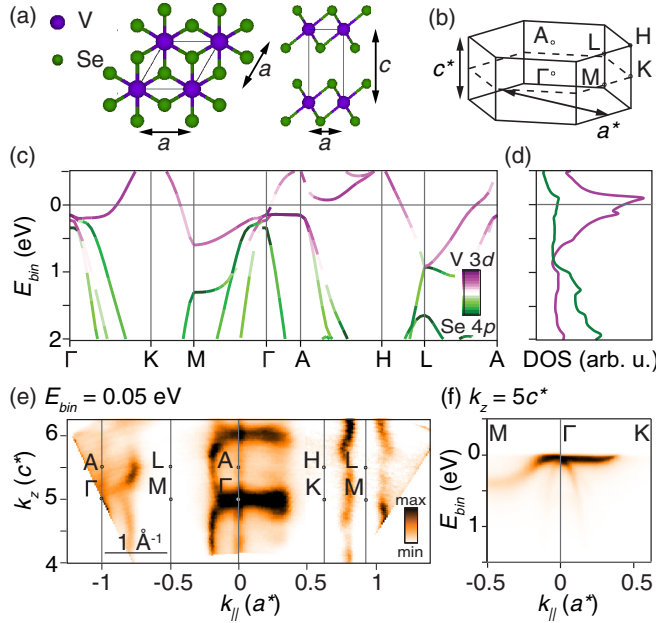 (a)
V
Se
a
a
c
a
(b)
A
L
H
c*
Γ
M
K
a*
(c)
E_bin (eV)
0
1
2
V 3d
Se 4p
Γ K M Γ A H L A
(d)
DOS (arb. u.)
(e) E_bin = 0.05 eV
k_z (c*)
6
5
4
A L A H L
Γ M Γ K M
1 Å⁻¹
max
min
-1 -0.5 0 0.5 1
k_|| (a*)
(f) k_z = 5c*
M Γ K
E_bin (eV)
0
1
-0.5 0 0.5
k_|| (a*)